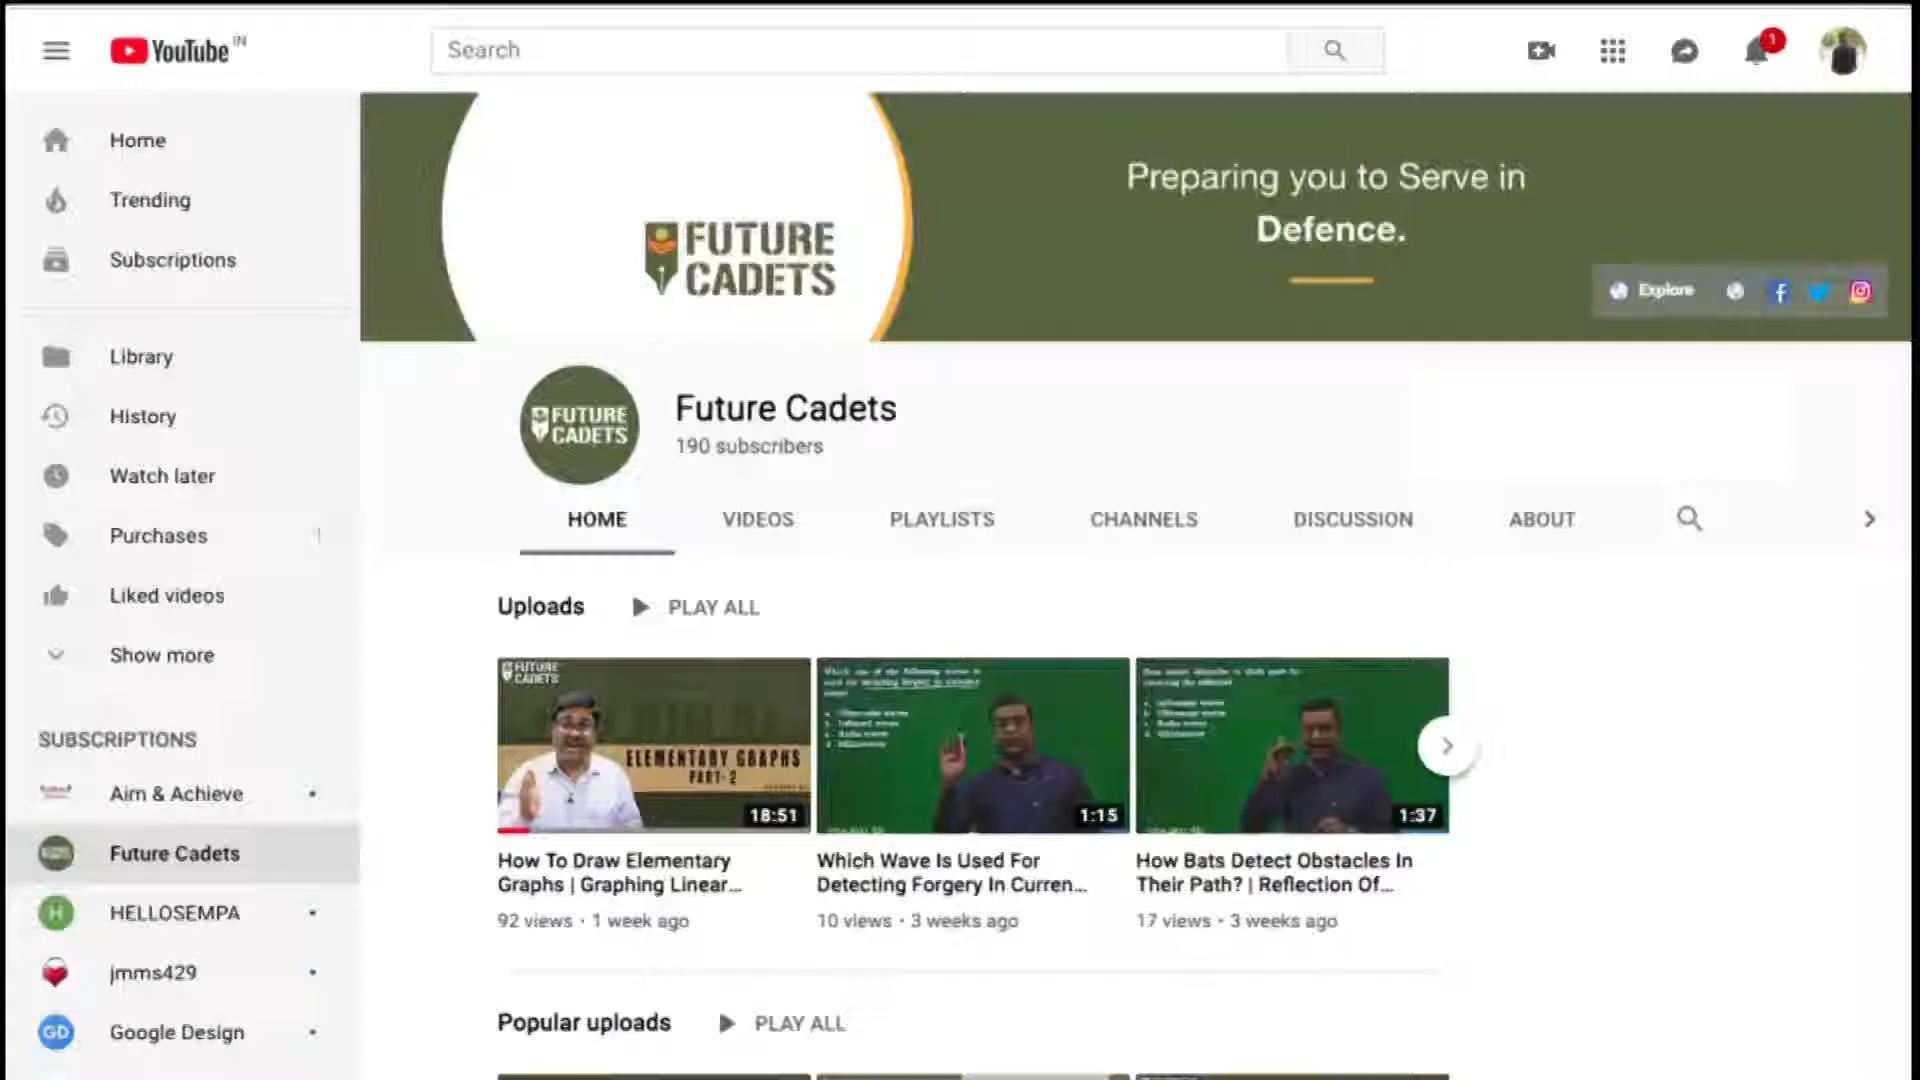 YouTube IN
Search
1
Home
Trending
Subscriptions
Library
History
Watch later
Purchases
Liked videos
Show more
SUBSCRIPTIONS
Aim & Achieve
Future Cadets
HELLOSEMPA
jmms429
Google Design
H
GD
FUTURE
CADETS
Preparing you to Serve in
Defence.
Explore
FUTURE
CADETS
Future Cadets
190 subscribers
HOME VIDEOS PLAYLISTS CHANNELS DISCUSSION ABOUT
Uploads PLAY ALL
FUTURE
CADETS
ELEMENTARY GRAPHS
PART-2
18:51
1:15
1:37
How To Draw Elementary
Graphs | Graphing Linear...
92 views · 1 week ago
Which Wave Is Used For
Detecting Forgery In Curren...
10 views · 3 weeks ago
How Bats Detect Obstacles In
Their Path? | Reflection Of...
17 views · 3 weeks ago
Popular uploads PLAY ALL